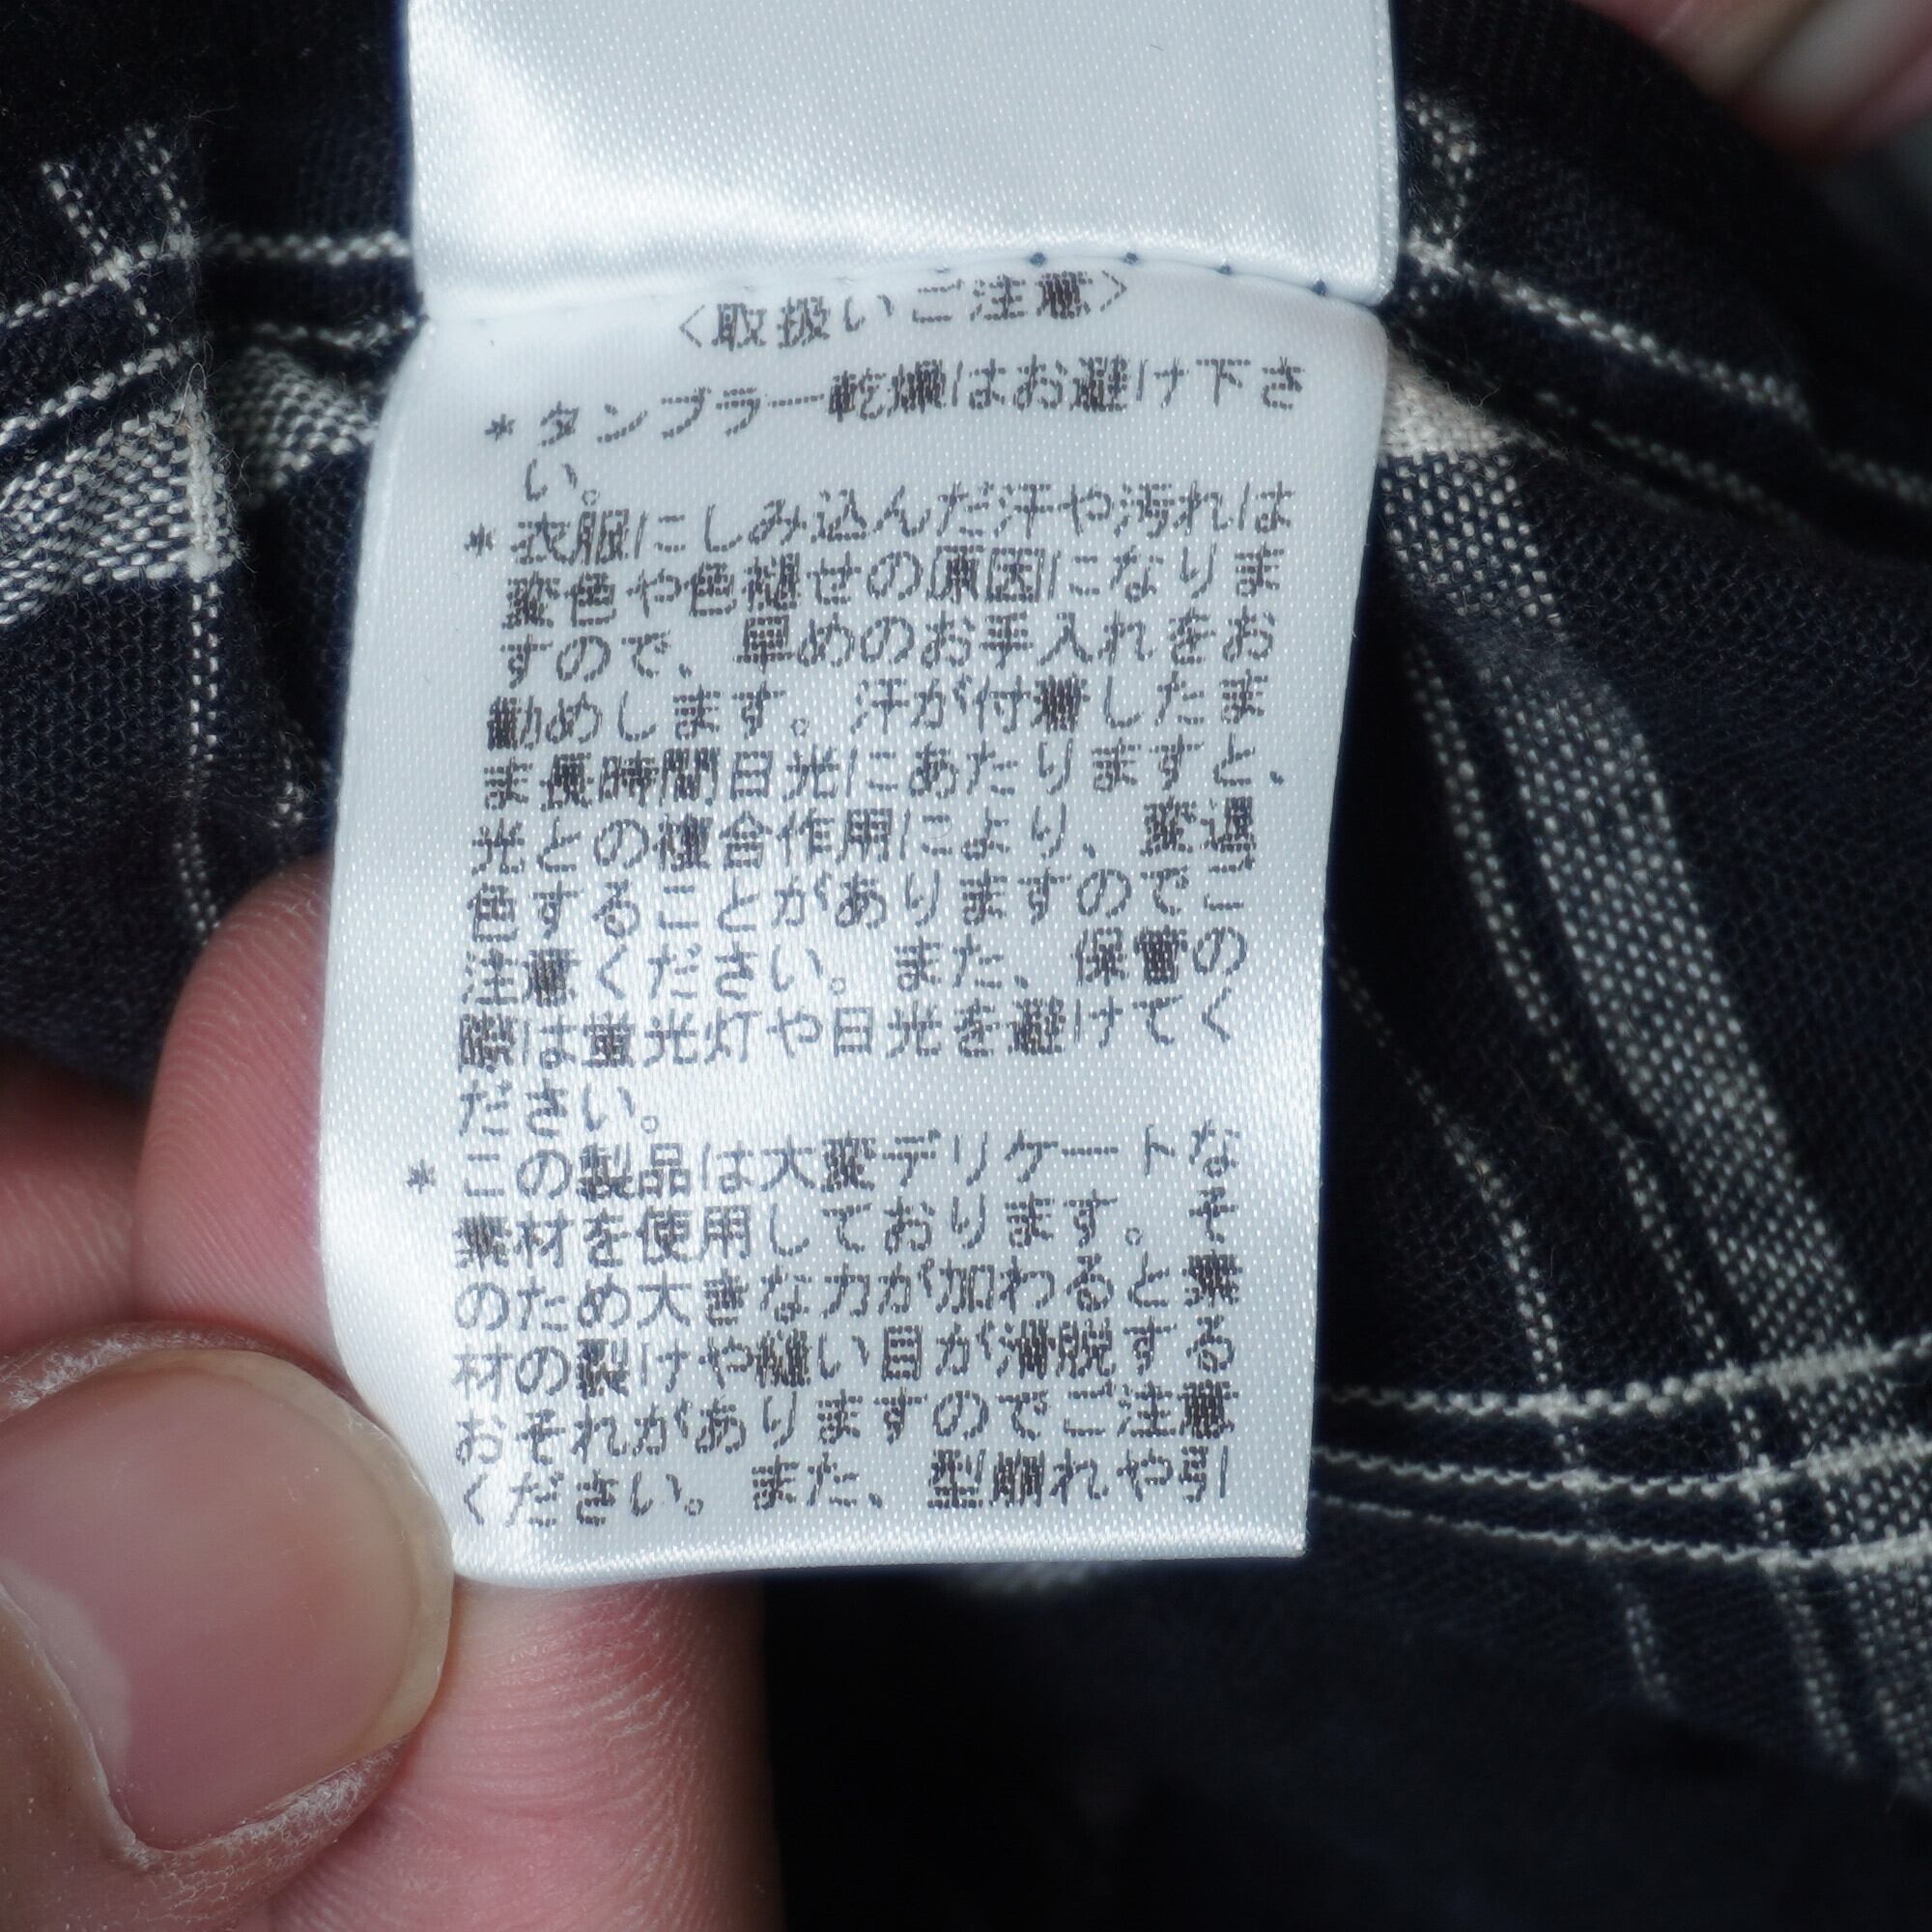 <取扱いご注意>
*タンブラー乾燥はお避け下さ
い。
*衣服にしみ込んだ汗や汚れは
変色や色褪せの原因になりま
すので、早めのお手入れをお
勧めします。汗が付着したま
ま長時間日光にあたりますと、
光との複合作用により、変退
色することがありますのでご
注意ください。また、保管の
際は蛍光灯や日光を避けてく
ださい。
*この製品は大変デリケートな
素材を使用しております。そ
のため大きな力が加わると素
材の裂けや縫い目が滑脱する
おそれがありますのでご注意
ください。また、型崩れや引